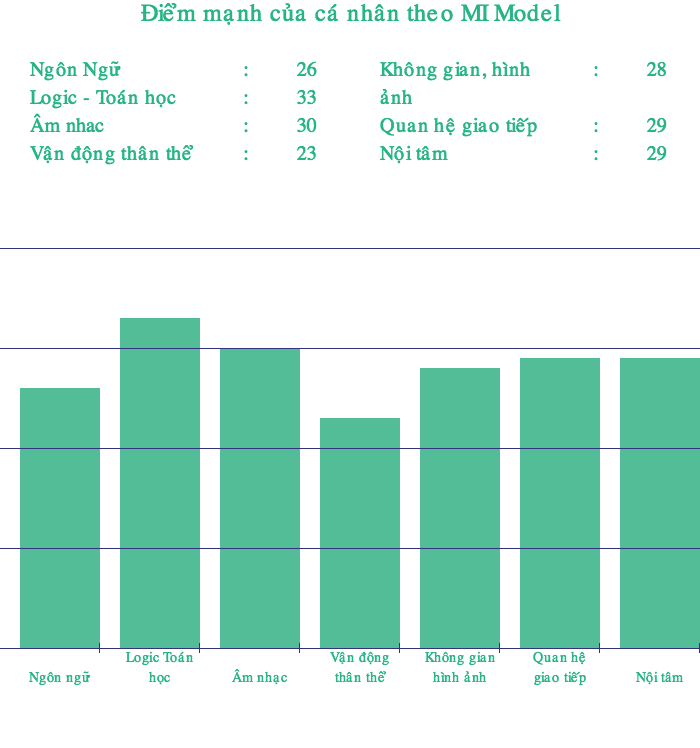 Điểm mạnh của cá nhân theo MI Model
Ngôn Ngữ : 26
Logic - Toán học : 33
Âm nhac : 30
Vận động thân thể : 23
Không gian, hình : 28
ảnh
Quan hệ giao tiếp : 29
Nội tâm : 29
Ngôn ngữ
Logic Toán
học
Âm nhạc
Vận động
thân thể
Không gian
hình ảnh
Quan hệ
giao tiếp
Nội tâm